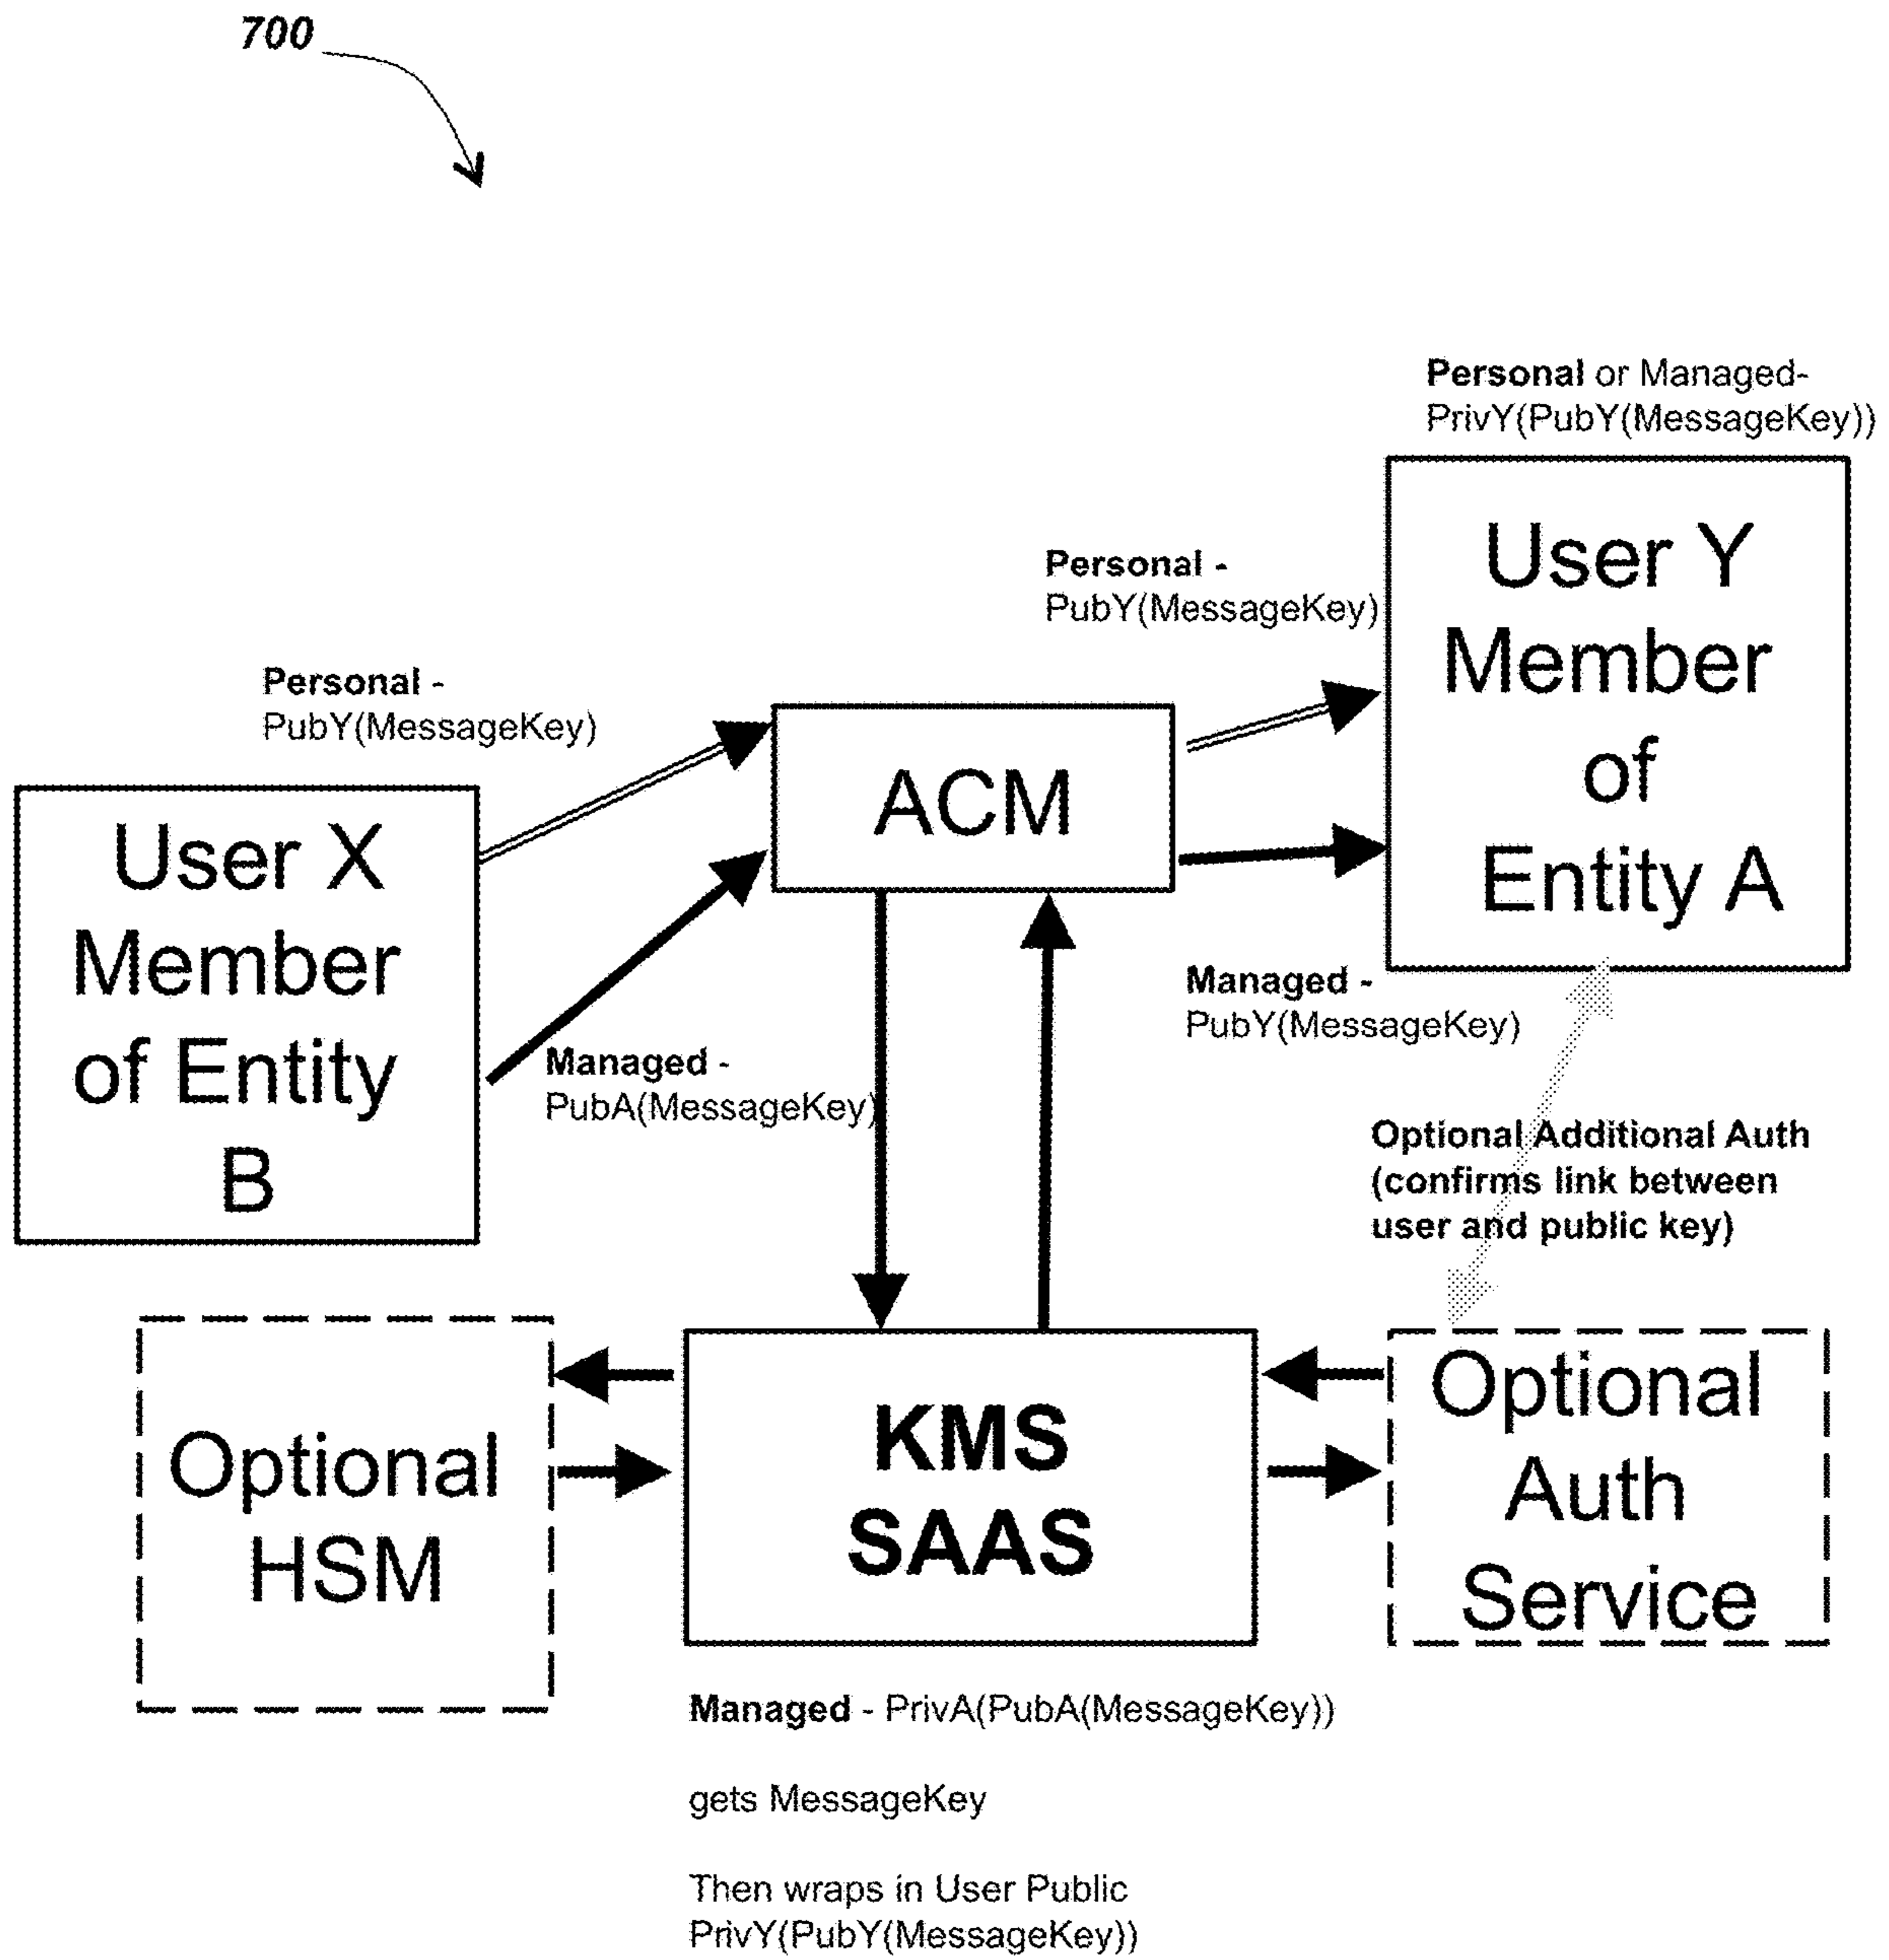 700
Personal or Managed-
PrivY(PubY(MessageKey))
User Y
Member
of
Entity A
Personal -
PubY(MessageKey)
Personal -
PubY(MessageKey)
ACM
User X
Member
of Entity
B
Managed -
PubY(MessageKey)
Managed -
PubA(MessageKey)
Optional Additional Auth
(confirms link between
user and public key)
Optional
HSM
KMS
SAAS
Optional
Auth
Service
Managed - PrivA(PubA(MessageKey))
gets MessageKey
Then wraps in User Public
PrivY(PubY(MessageKey))